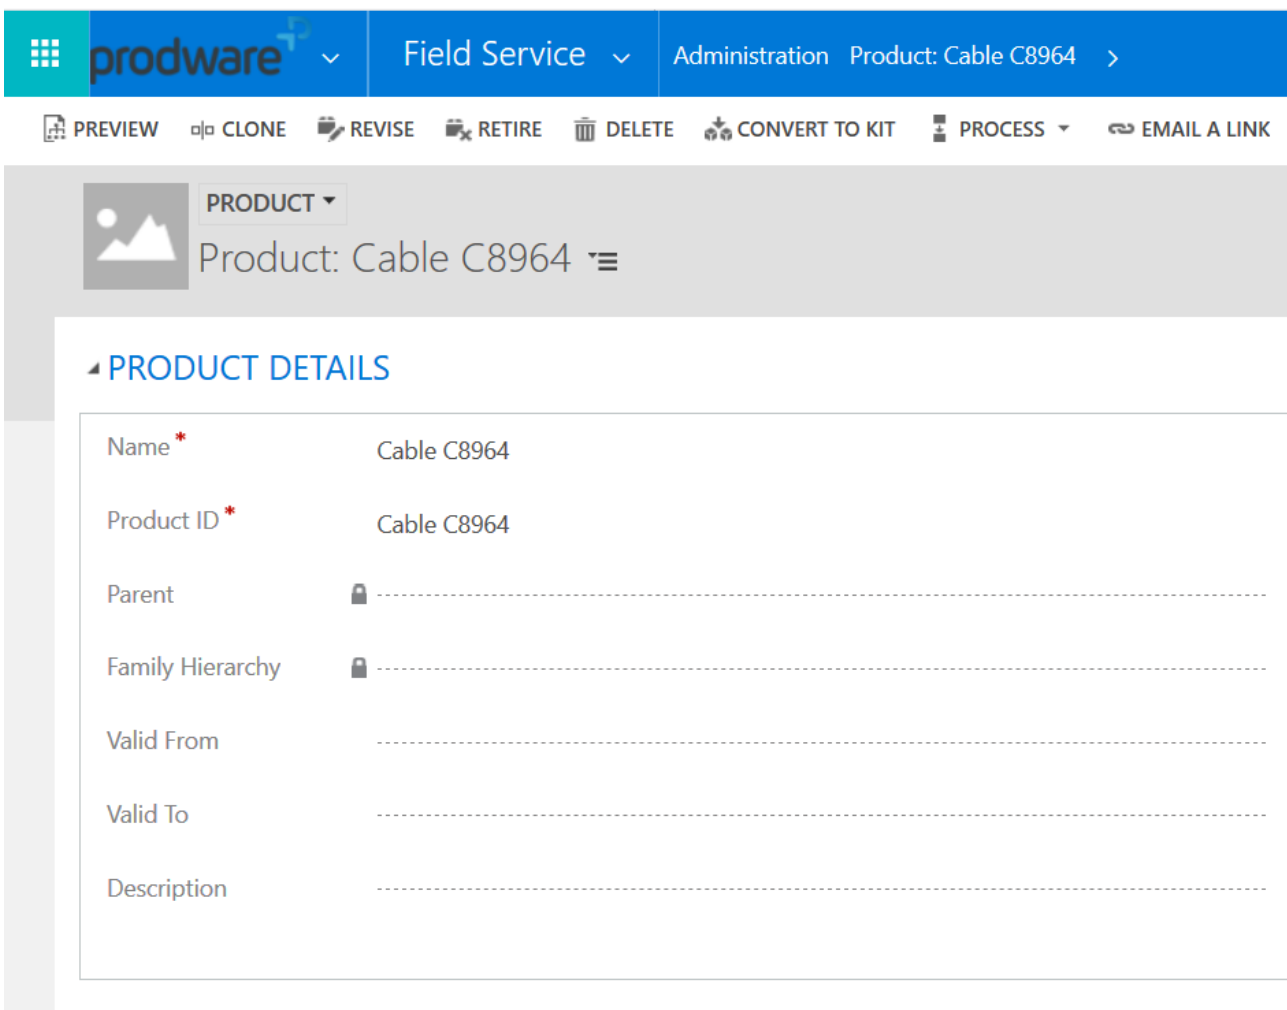 prodware Field Service Administration Product: Cable C8964
PREVIEW CLONE REVISE RETIRE DELETE CONVERT TO KIT PROCESS EMAIL A LINK
PRODUCT
Product: Cable C8964
PRODUCT DETAILS
Name* Cable C8964
Product ID* Cable C8964
Parent
Family Hierarchy
Valid From
Valid To
Description